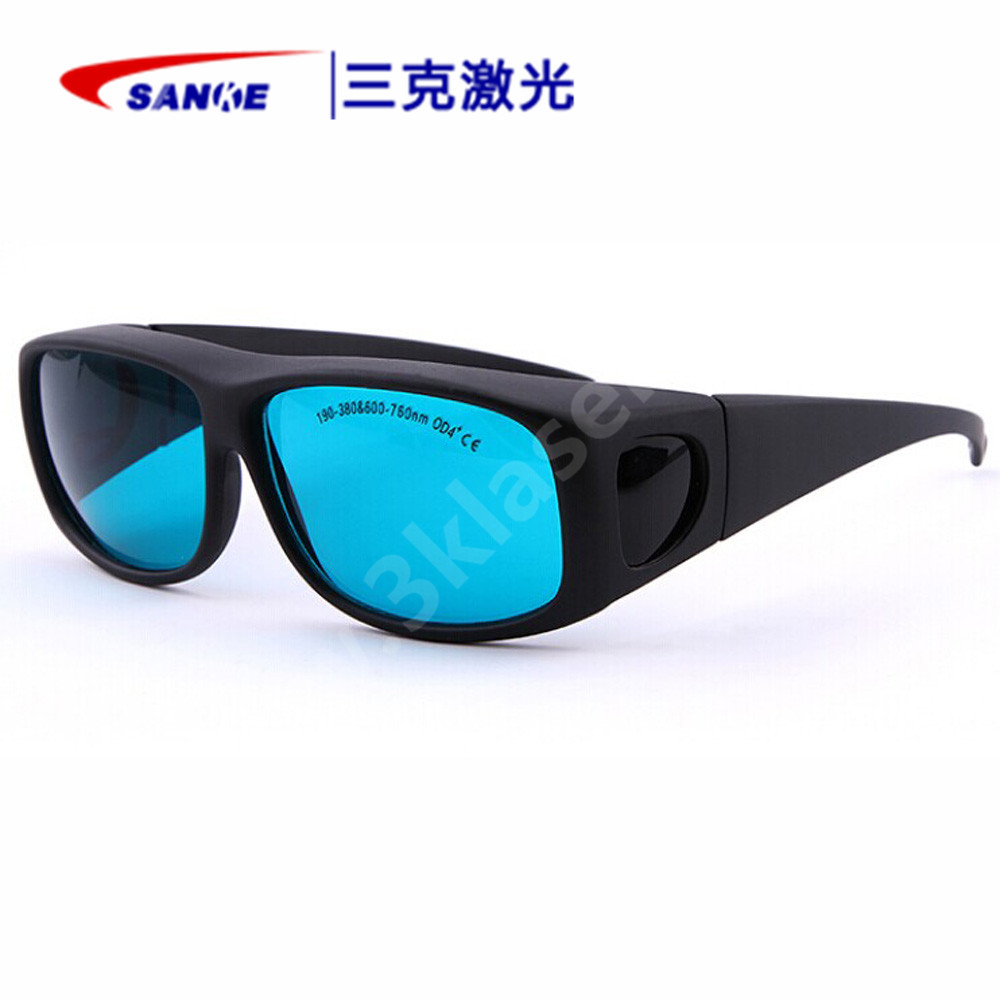 SANKE 三克激光
190-380&600-760nm OD4+ CE
3klaser